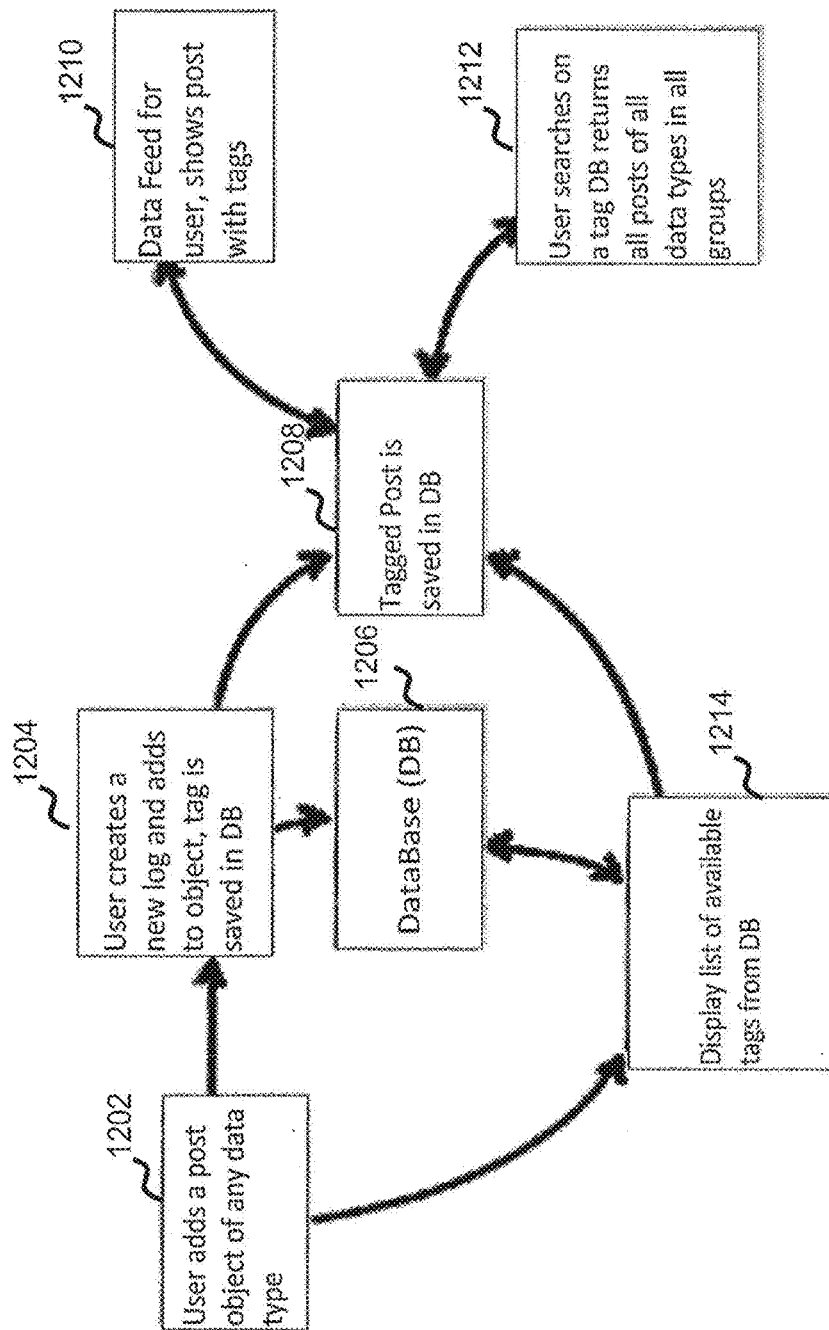 1202
User adds a post
object of any data
type
1204
User creates a
new log and adds
to object, tag is
saved in DB
1206
DataBase (DB)
1208
Tagged Post is
saved in DB
1210
Data Feed for
user, shows post
with tags
1212
User searches on
a tag DB returns
all posts of all
data types in all
groups
1214
Display list of available
tags from DB